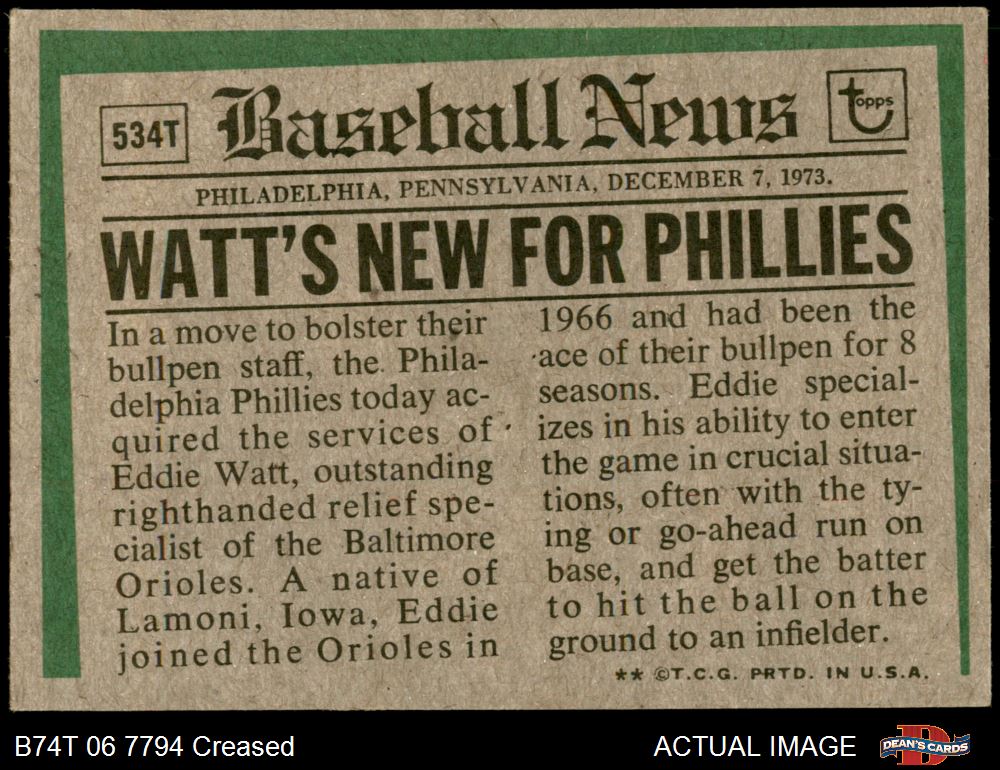 534T
Baseball News
topps
PHILADELPHIA, PENNSYLVANIA, DECEMBER 7, 1973.
WATT'S NEW FOR PHILLIES
In a move to bolster their
bullpen staff, the Phila-
delphia Phillies today ac-
quired the services of
Eddie Watt, outstanding
righthanded relief spe-
cialist of the Baltimore
Orioles. A native of
Lamoni, Iowa, Eddie
joined the Orioles in
1966 and had been the
ace of their bullpen for 8
seasons. Eddie special-
izes in his ability to enter
the game in crucial situa-
tions, often with the ty-
ing or go-ahead run on
base, and get the batter
to hit the ball on the
ground to an infielder.
** ©T.C.G. PRTD. IN U.S.A.
B74T 06 7794 Creased
ACTUAL IMAGE
DEAN'S CARDS